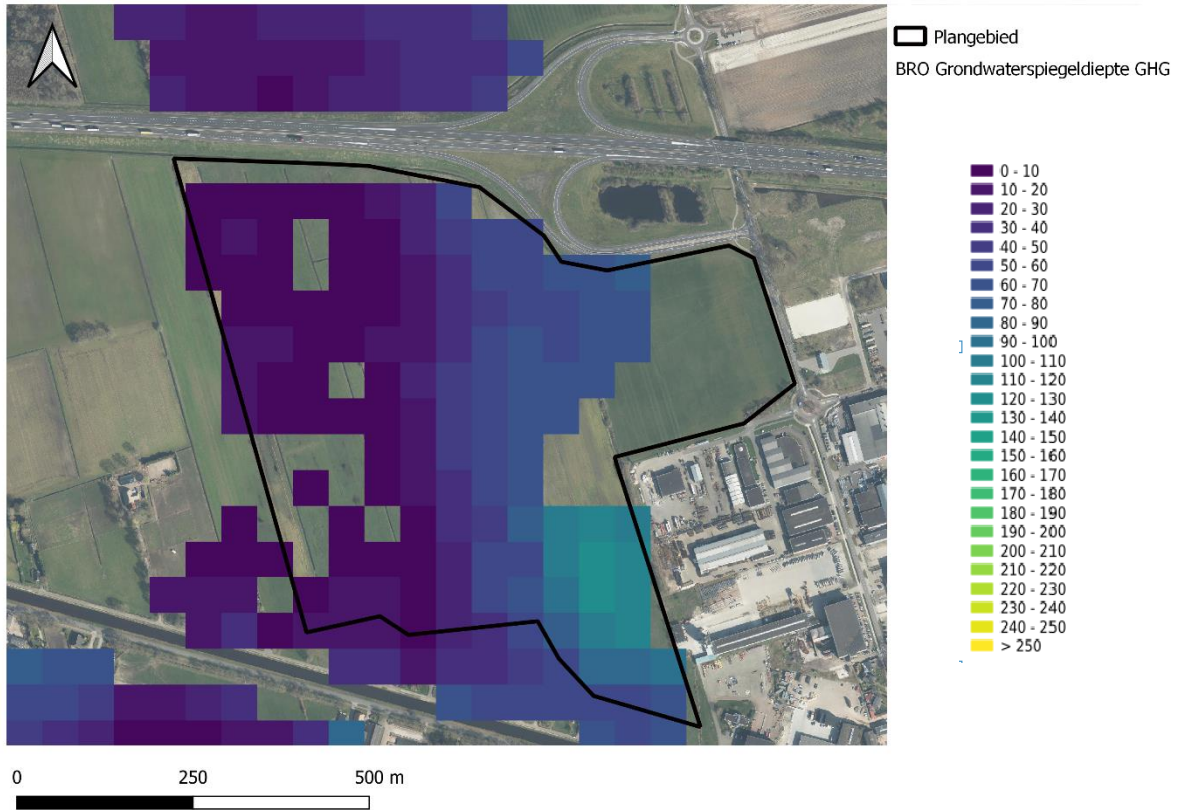 Plangebied
BRO Grondwaterspiegeldiepte GHG
0 - 10
10 - 20
20 - 30
30 - 40
40 - 50
50 - 60
60 - 70
70 - 80
80 - 90
90 - 100
100 - 110
110 - 120
120 - 130
130 - 140
140 - 150
150 - 160
160 - 170
170 - 180
180 - 190
190 - 200
200 - 210
210 - 220
220 - 230
230 - 240
240 - 250
> 250
0 250 500 m